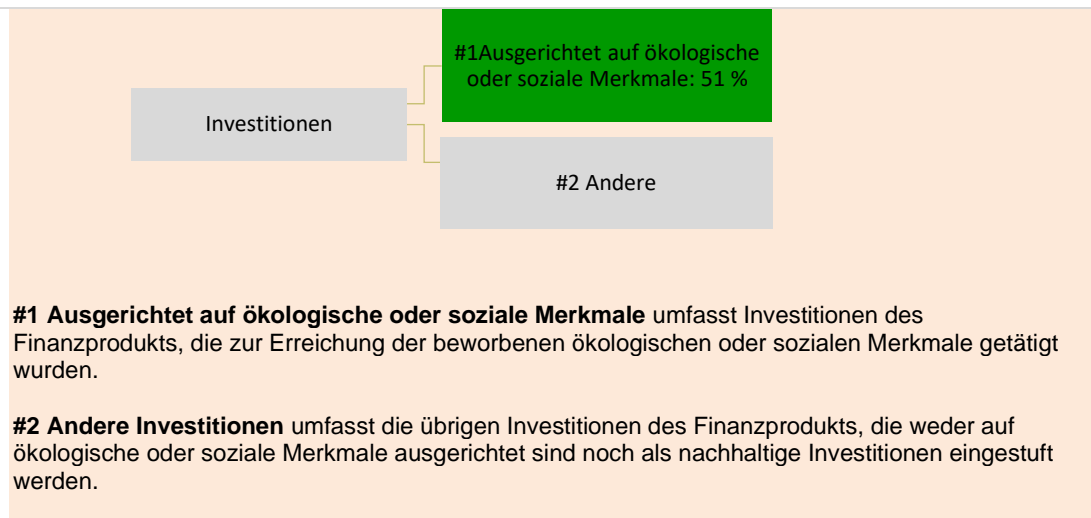 #1Ausgerichtet auf ökologische
oder soziale Merkmale: 51 %
Investitionen
#2 Andere
#1 Ausgerichtet auf ökologische oder soziale Merkmale umfasst Investitionen des
Finanzprodukts, die zur Erreichung der beworbenen ökologischen oder sozialen Merkmale getätigt
wurden.
#2 Andere Investitionen umfasst die übrigen Investitionen des Finanzprodukts, die weder auf
ökologische oder soziale Merkmale ausgerichtet sind noch als nachhaltige Investitionen eingestuft
werden.